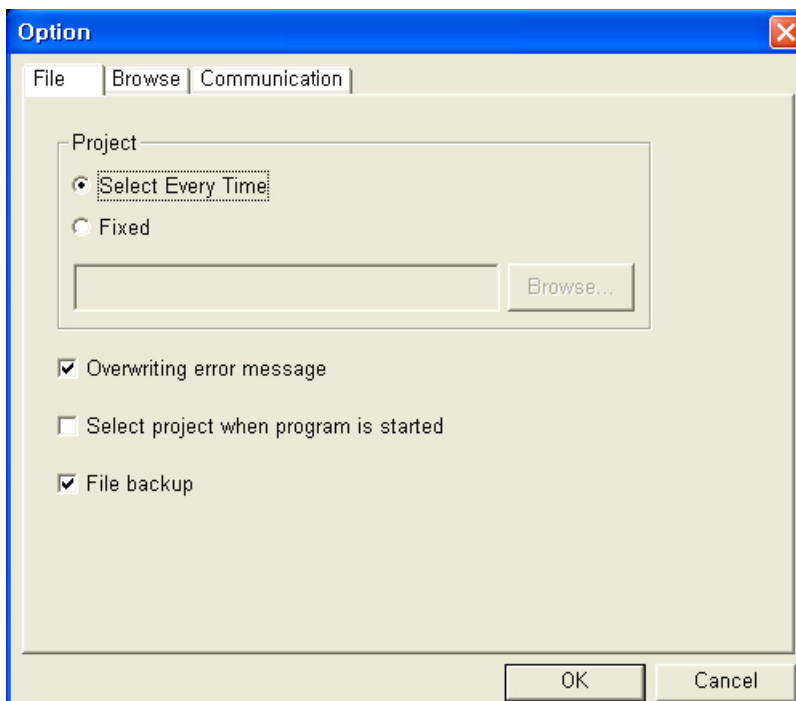 Option
File Browse Communication
Project
Select Every Time
Fixed
Browse...
Overwriting error message
Select project when program is started
File backup
OK Cancel